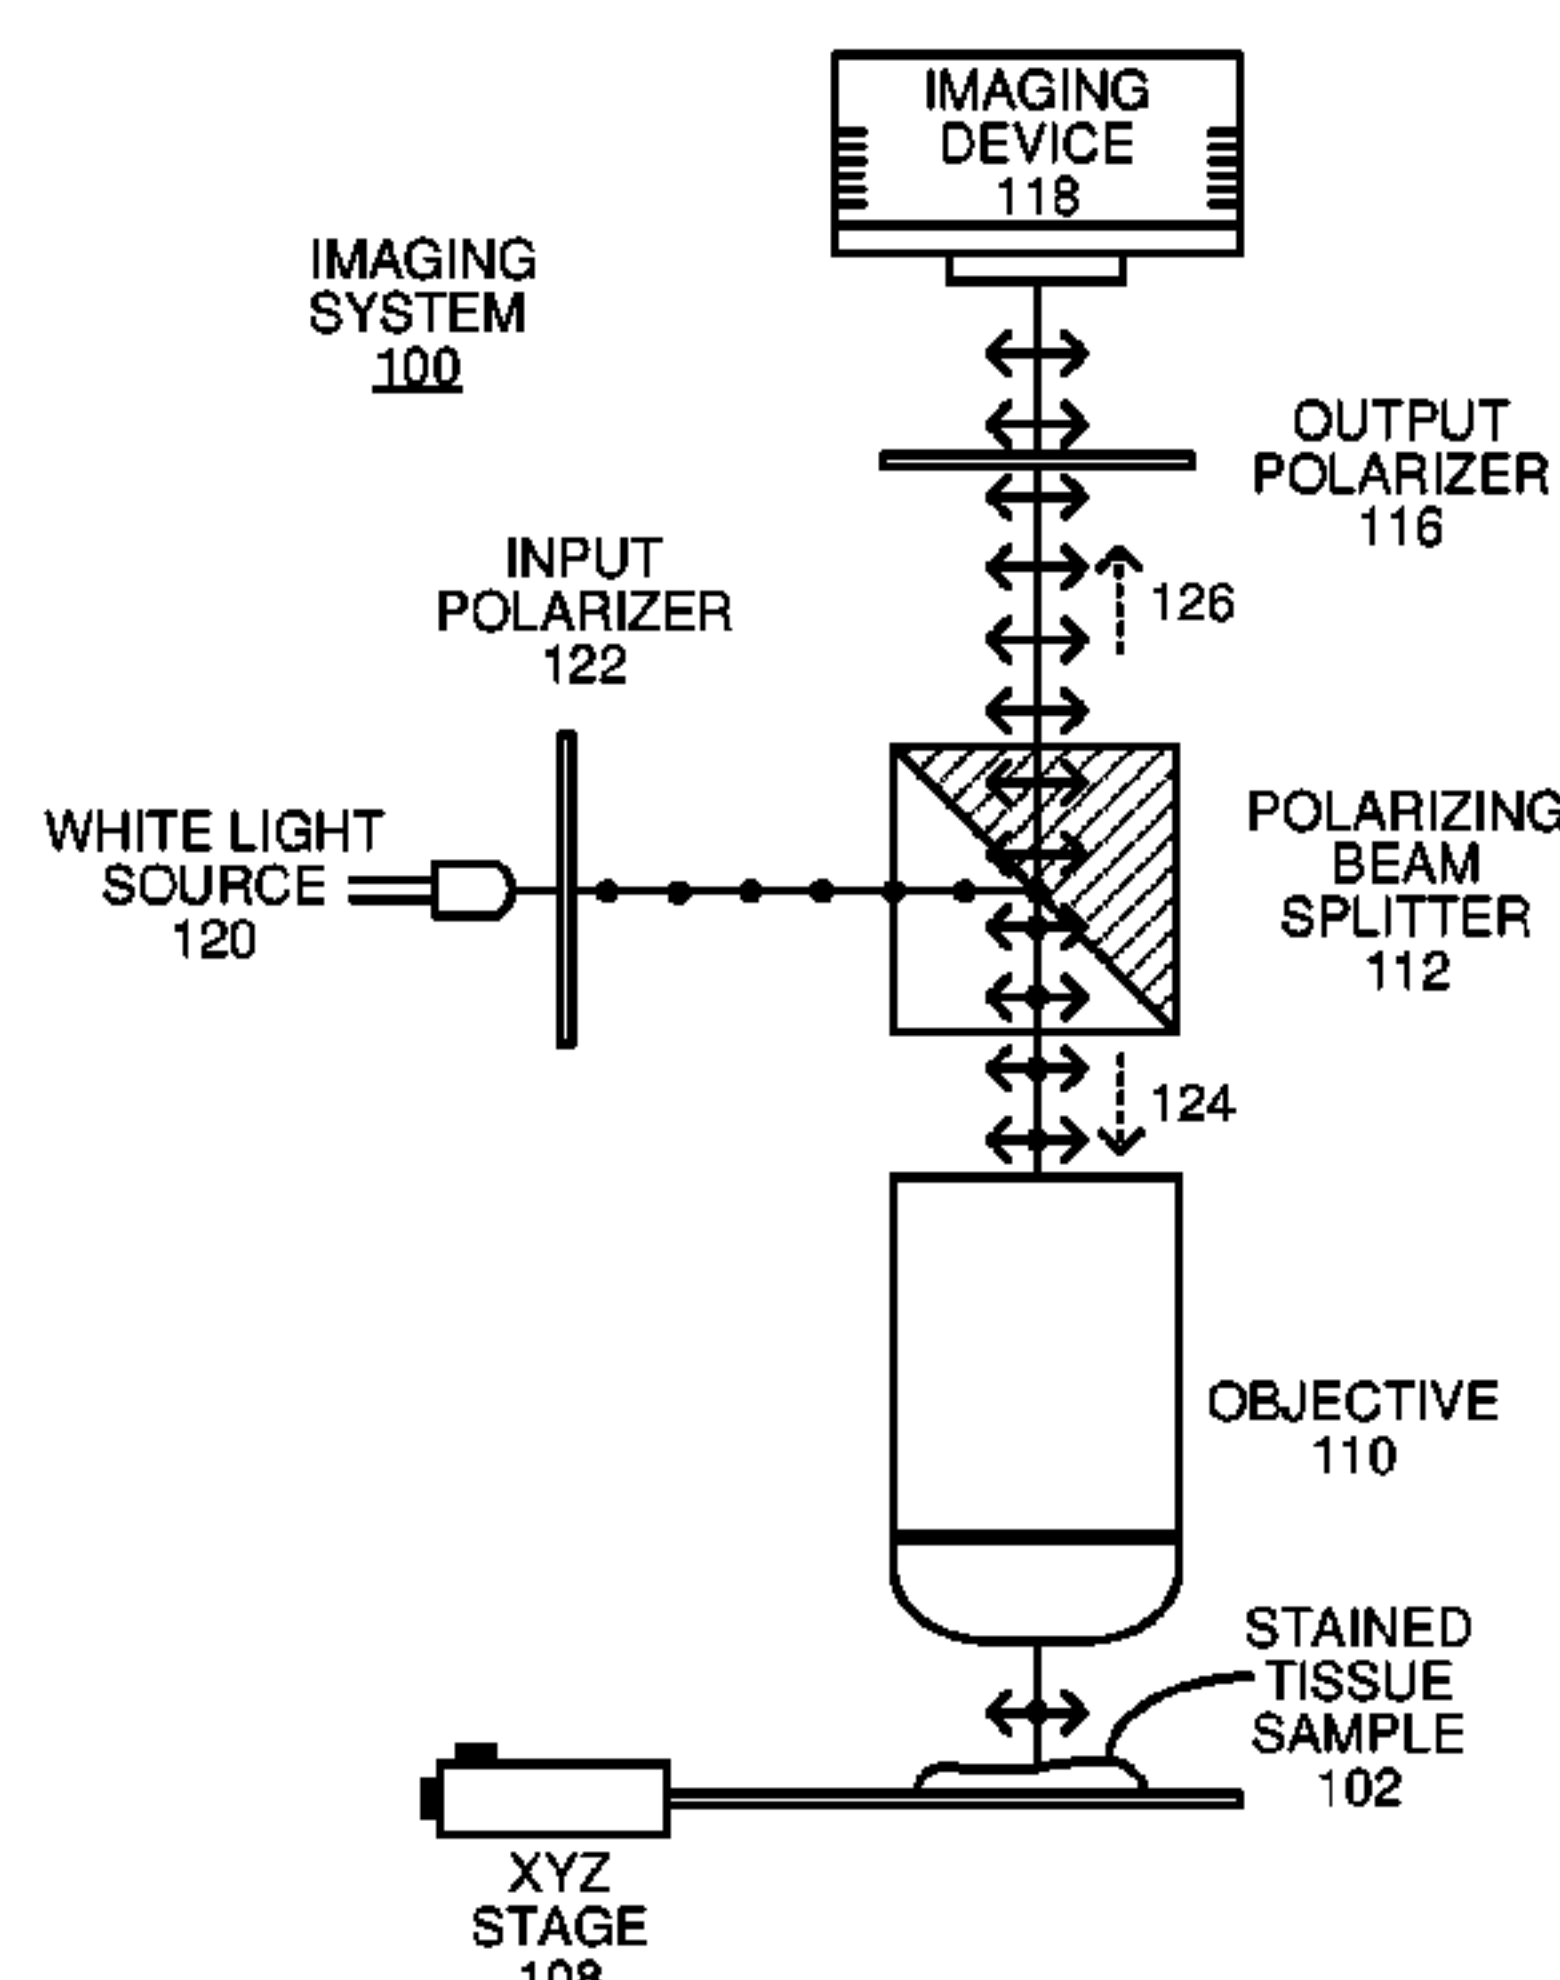 IMAGING
DEVICE
118
IMAGING
SYSTEM
100
OUTPUT
POLARIZER
116
INPUT
POLARIZER
122
126
WHITE LIGHT
SOURCE
120
POLARIZING
BEAM
SPLITTER
112
124
OBJECTIVE
110
STAINED
TISSUE
SAMPLE
102
XYZ
STAGE
108